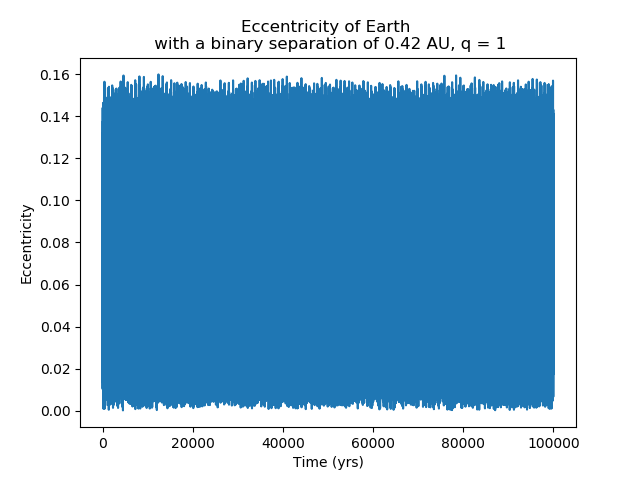 Eccentricity of Earth
with a binary separation of 0.42 AU, q = 1
0.16
0.14
0.12
0.10
0.08
0.06
0.04
0.02
0.00
Eccentricity
0 20000 40000 60000 80000 100000
Time (yrs)